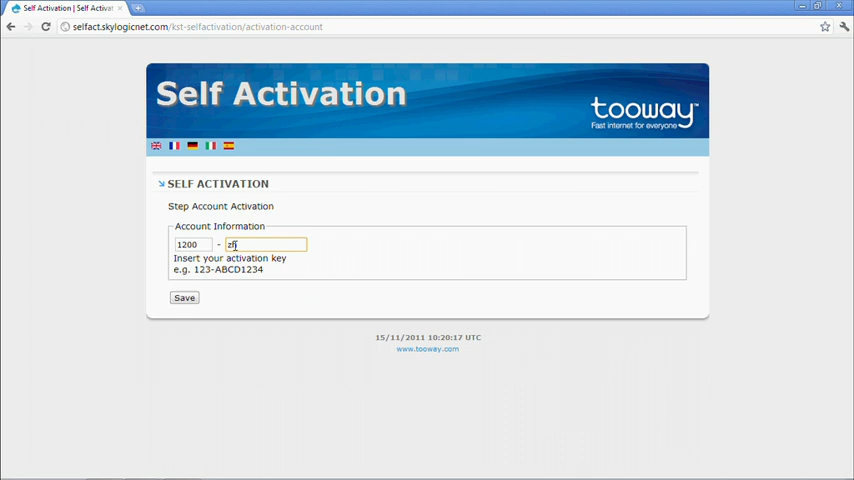 Self Activation | Self Activat
selfact.skylogicnet.com/kst-selfactivation/activation-account
Self Activation
tooway™
Fast internet for everyone
SELF ACTIVATION
Step Account Activation
Account Information
1200 - zf
Insert your activation key
e.g. 123-ABCD1234
Save
15/11/2011 10:20:17 UTC
www.tooway.com